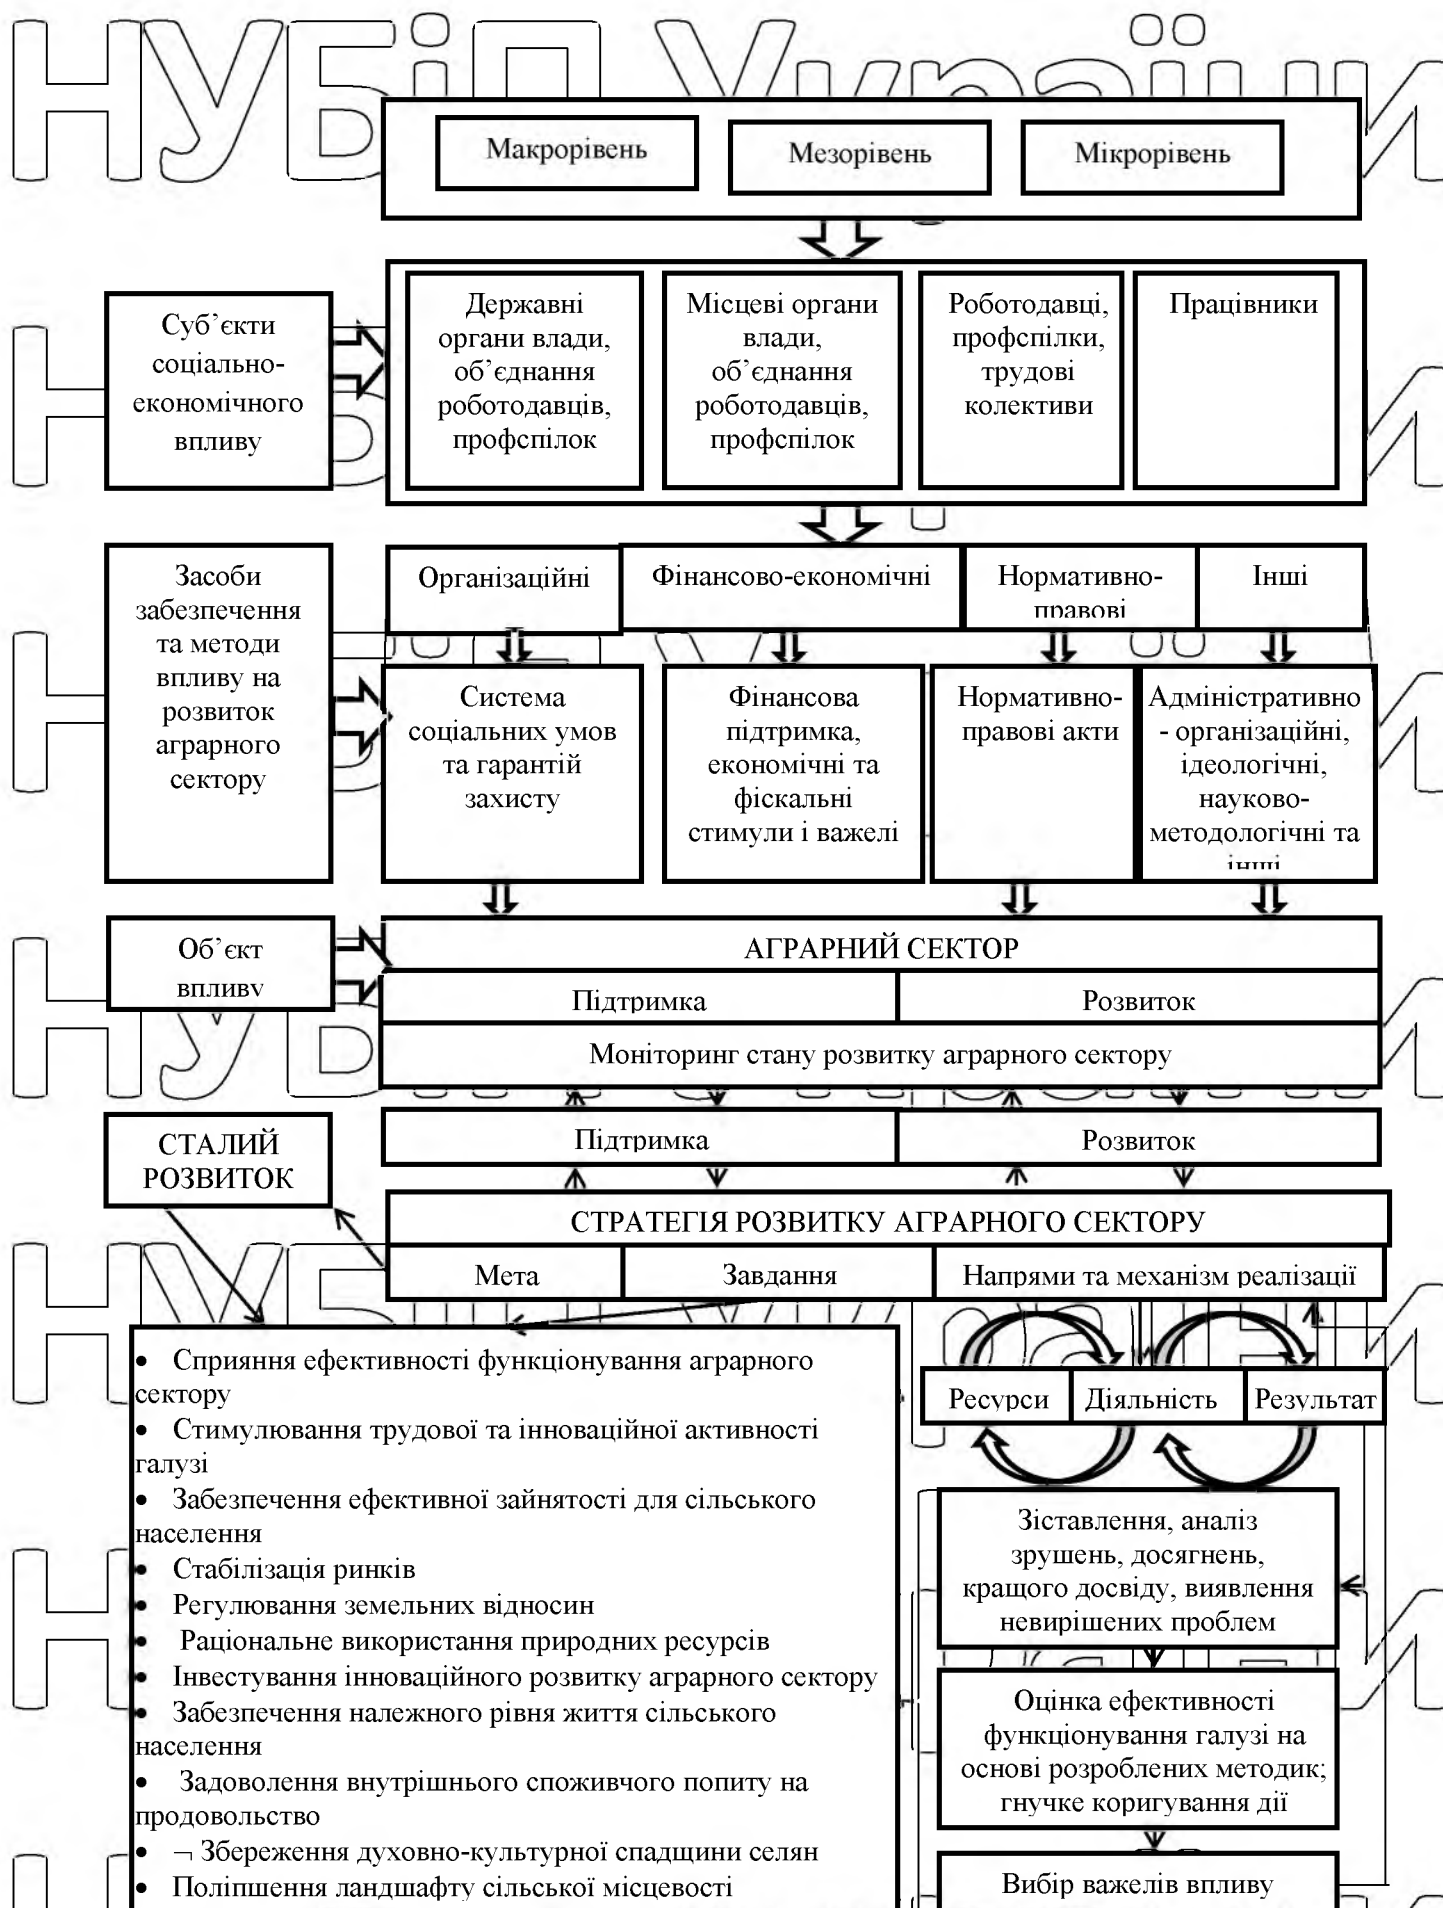 НУБіП України
Макрорівень
Мезорівень
Мікрорівень
Суб’єкти
соціально-
економічного
впливу
Державні
органи влади,
об’єднання
роботодавців,
профспілок
Місцеві органи
влади,
об’єднання
роботодавців,
профспілок
Роботодавці,
профспілки,
трудові
колективи
Працівники
Засоби
забезпечення
та методи
впливу на
розвиток
аграрного
сектору
Організаційні
Фінансово-економічні
Нормативно-
правові
Інші
Система
соціальних умов
та гарантій
захисту
Фінансова
підтримка,
економічні та
фіскальні
стимули і важелі
Нормативно-
правові акти
Адміністративно
- організаційні,
ідеологічні,
науково-
методологічні та
інші
Об’єкт
впливу
АГРАРНИЙ СЕКТОР
Підтримка
Розвиток
Моніторинг стану розвитку аграрного сектору
СТАЛИЙ
РОЗВИТОК
Підтримка
Розвиток
СТРАТЕГІЯ РОЗВИТКУ АГРАРНОГО СЕКТОРУ
Мета
Завдання
Напрями та механізм реалізації
• Сприяння ефективності функціонування аграрного
сектору
• Стимулювання трудової та інноваційної активності
галузі
• Забезпечення ефективної зайнятості для сільського
населення
• Стабілізація ринків
• Регулювання земельних відносин
• Раціональне використання природних ресурсів
• Інвестування інноваційного розвитку аграрного сектору
• Забезпечення належного рівня життя сільського
населення
• Задоволення внутрішнього споживчого попиту на
продовольство
• ¬ Збереження духовно-культурної спадщини селян
• Поліпшення ландшафту сільської місцевості
Ресурси
Діяльність
Результат
Зіставлення, аналіз
зрушень, досягнень,
кращого досвіду, виявлення
невирішених проблем
Оцінка ефективності
функціонування галузі на
основі розроблених методик;
гнучке коригування дії
Вибір важелів впливу